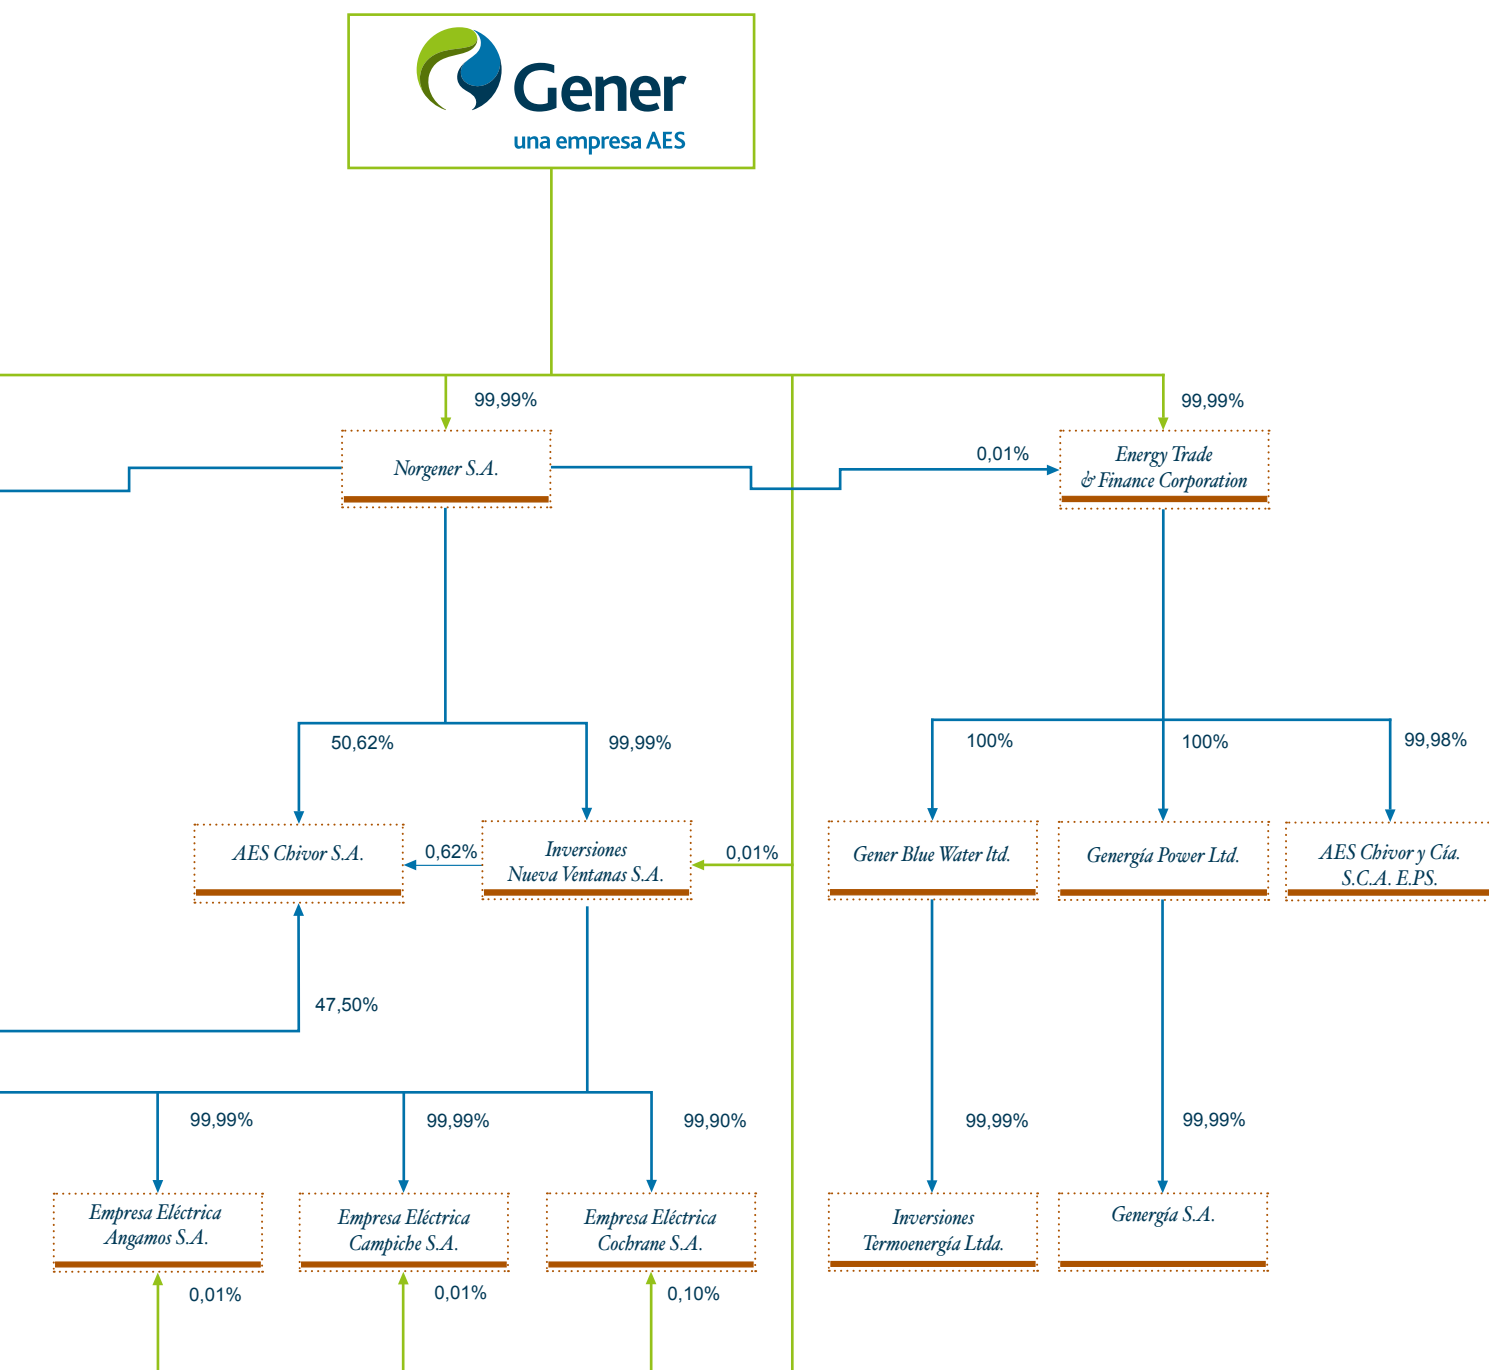 Gener
una empresa AES
99,99%
99,99%
Norgener S.A.
0,01%
Energy Trade
& Finance Corporation
50,62%
99,99%
100%
100%
99,98%
AES Chivor S.A.
0,62%
Inversiones
Nueva Ventanas S.A.
0,01%
Gener Blue Water ltd.
Genergía Power Ltd.
AES Chivor y Cía.
S.C.A. E.P.S.
47,50%
99,99%
99,99%
99,90%
99,99%
99,99%
Empresa Eléctrica
Angamos S.A.
Empresa Eléctrica
Campiche S.A.
Empresa Eléctrica
Cochrane S.A.
Inversiones
Termoenergía Ltda.
Genergía S.A.
0,01%
0,01%
0,10%